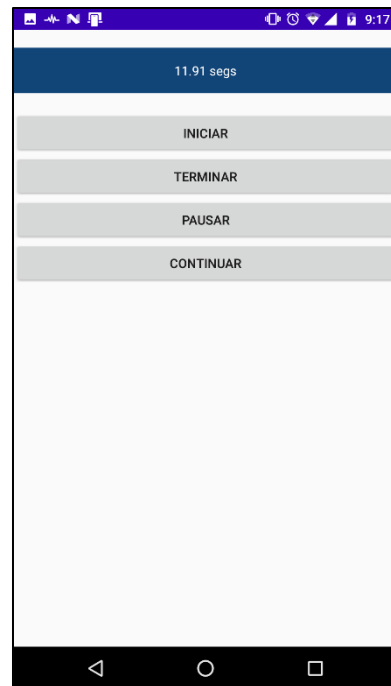 9:17
11.91 segs
INICIAR
TERMINAR
PAUSAR
CONTINUAR